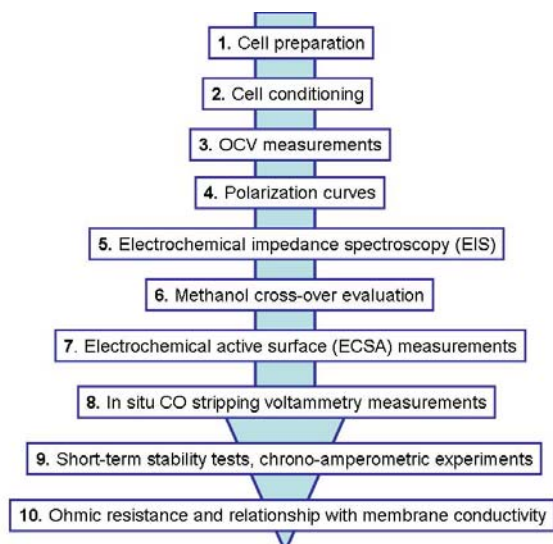 1. Cell preparation
2. Cell conditioning
3. OCV measurements
4. Polarization curves
5. Electrochemical impedance spectroscopy (EIS)
6. Methanol cross-over evaluation
7. Electrochemical active surface (ECSA) measurements
8. In situ CO stripping voltammetry measurements
9. Short-term stability tests, chrono-amperometric experiments
10. Ohmic resistance and relationship with membrane conductivity